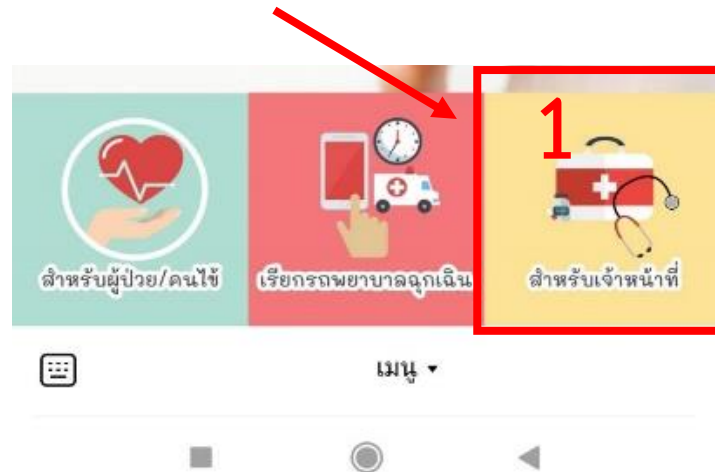 1
สำหรับผู้ป่วย/คนไข้
เรียกรถพยาบาลฉุกเฉิน
สำหรับเจ้าหน้าที่
เมนู